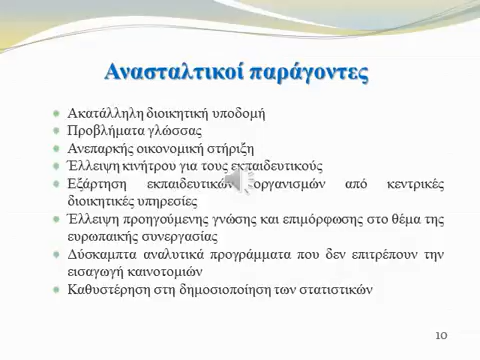 Ανασταλτικοί παράγοντες
Ακατάλληλη διοικητική υποδομή
Προβλήματα γλώσσας
Ανεπαρκής οικονομική στήριξη
Έλλειψη κινήτρου για τους εκπαιδευτικούς
Εξάρτηση εκπαιδευτικών οργανισμών από κεντρικές
διοικητικές υπηρεσίες
Έλλειψη προηγούμενης γνώσης και επιμόρφωσης στο θέμα της
ευρωπαικής συνεργασίας
Δύσκαμπτα αναλυτικά προγράμματα που δεν επιτρέπουν την
εισαγωγή καινοτομιών
Καθυστέρηση στη δημοσιοποίηση των στατιστικών
10